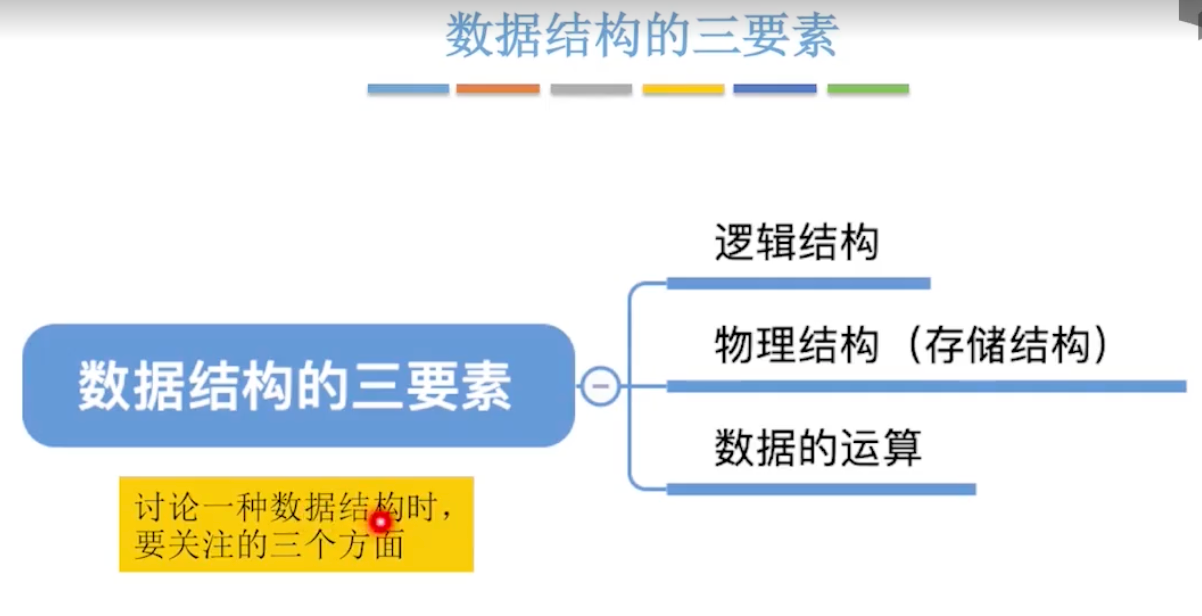 数据结构的三要素
逻辑结构
物理结构（存储结构）
数据的运算
数据结构的三要素
讨论一种数据结构时，
要关注的三个方面